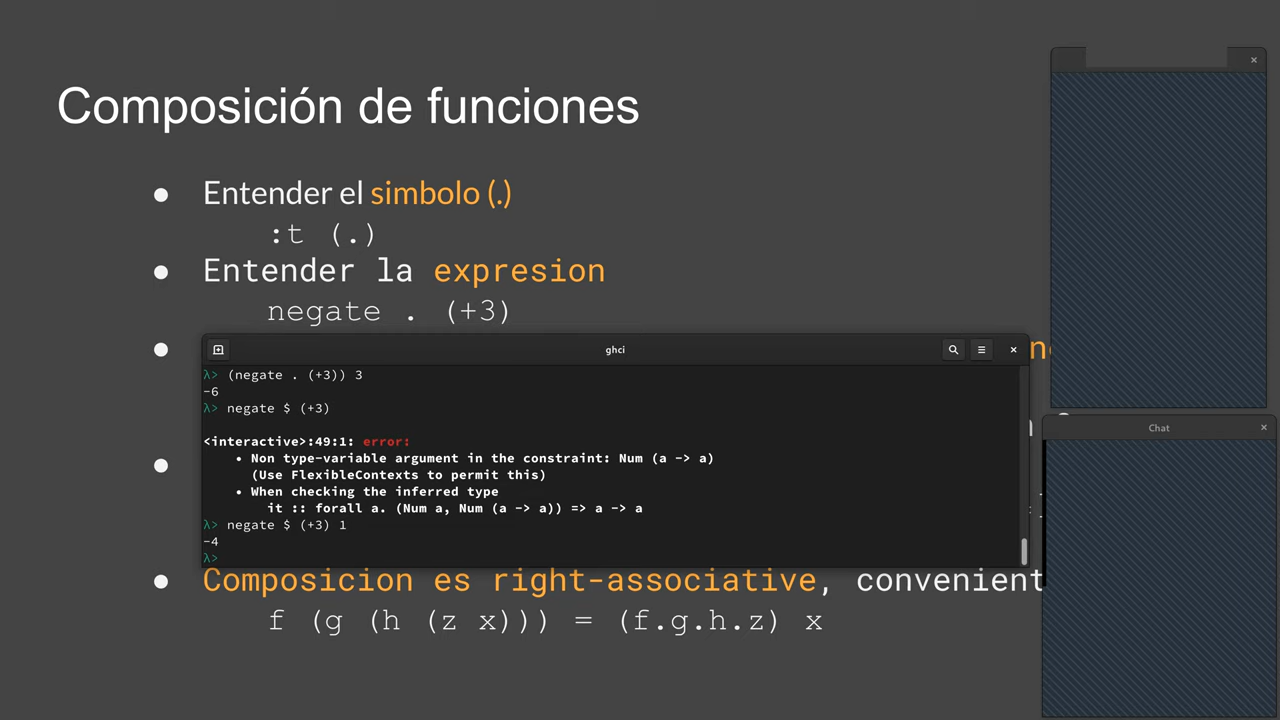 Composición de funciones
● Entender el simbolo (.)
:t (.)
● Entender la expresion
negate . (+3)
ghci
λ> (negate . (+3)) 3
-6
λ> negate $ (+3)
<interactive>:49:1: error:
• Non type-variable argument in the constraint: Num (a -> a)
(Use FlexibleContexts to permit this)
• When checking the inferred type
it :: forall a. (Num a, Num (a -> a)) => a -> a
λ> negate $ (+3) 1
-4
λ>
● Composicion es right-associative, convenient
f (g (h (z x))) = (f.g.h.z) x
Chat